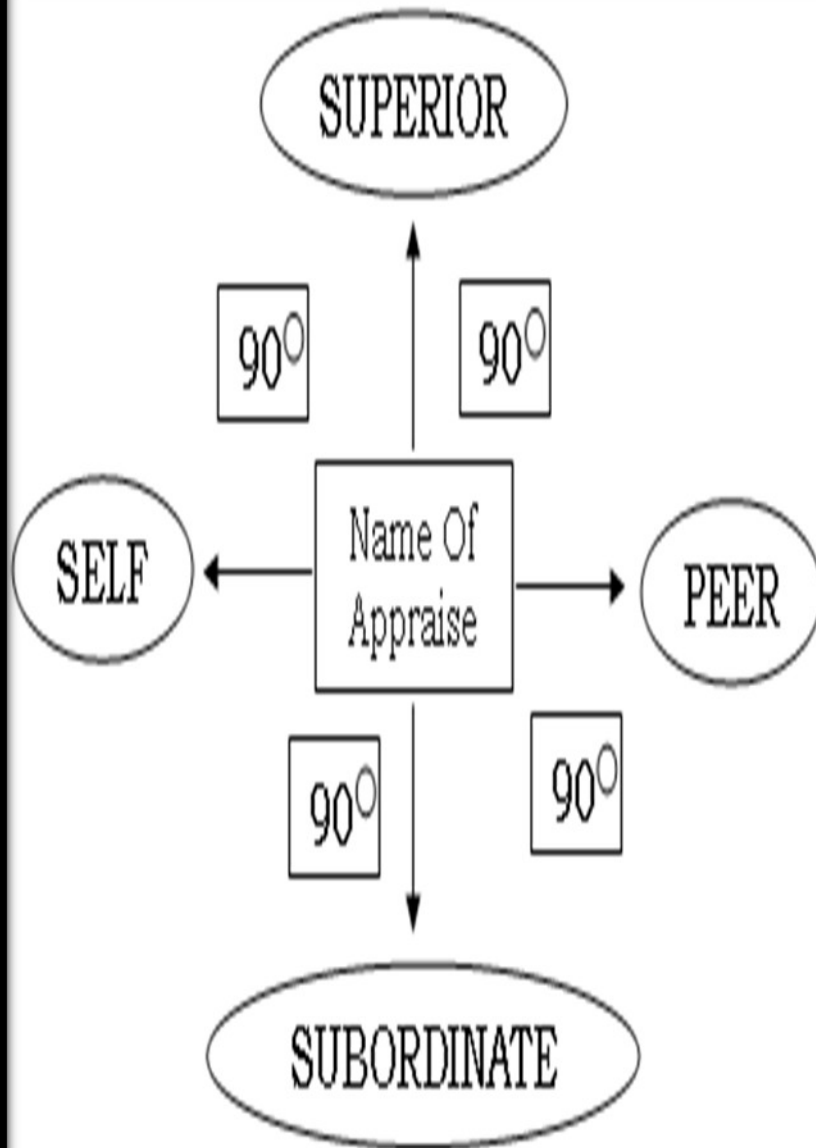 SUPERIOR
90° 90°
SELF
Name Of
Appraise
PEER
90° 90°
SUBORDINATE